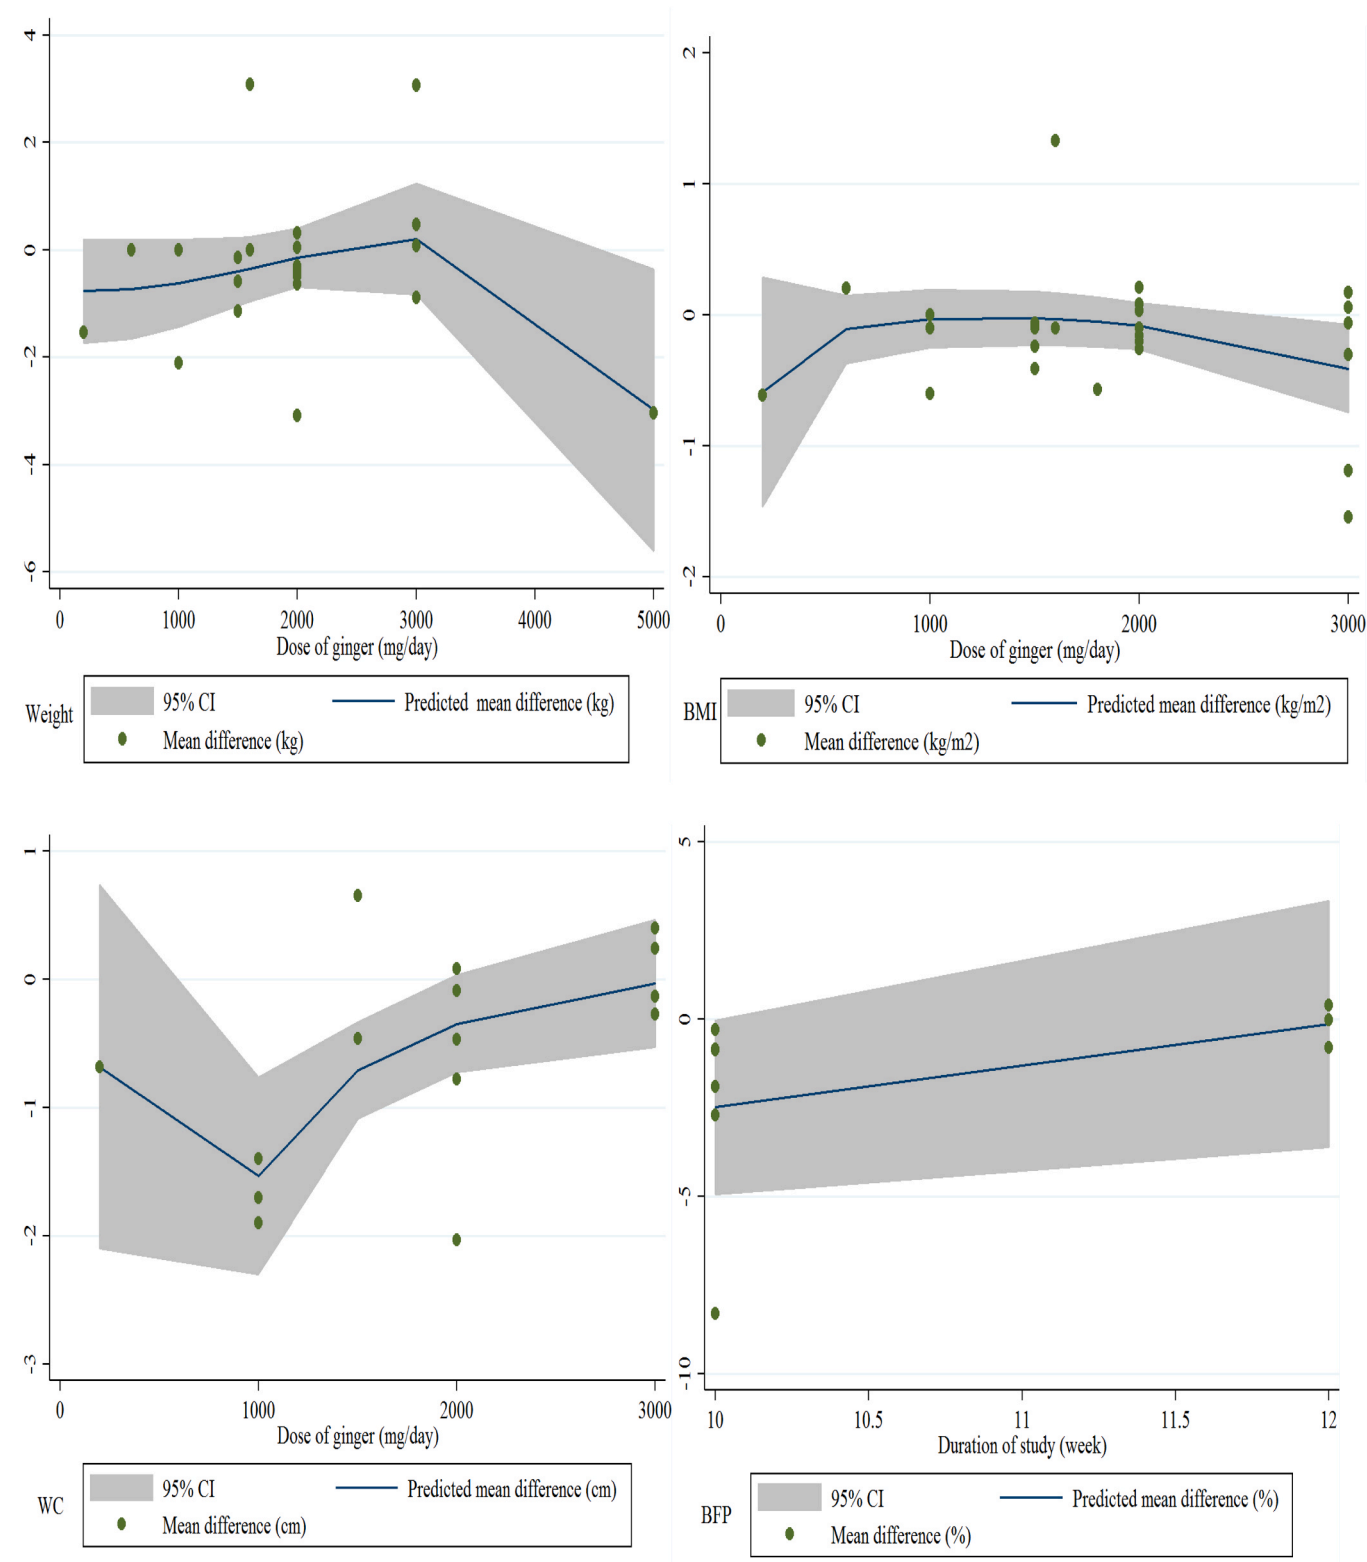 4
2
0
-2
-4
-6
0 1000 2000 3000 4000 5000
Dose of ginger (mg/day)
Weight
95% CI Predicted mean difference (kg)
Mean difference (kg)
2
1
0
-1
-2
0 1000 2000 3000
Dose of ginger (mg/day)
BMI
95% CI Predicted mean difference (kg/m2)
Mean difference (kg/m2)
1
0
-1
-2
-3
0 1000 2000 3000
Dose of ginger (mg/day)
WC
95% CI Predicted mean difference (cm)
Mean difference (cm)
5
0
-5
-10
10 10.5 11 11.5 12
Duration of study (week)
BFP
95% CI Predicted mean difference (%)
Mean difference (%)